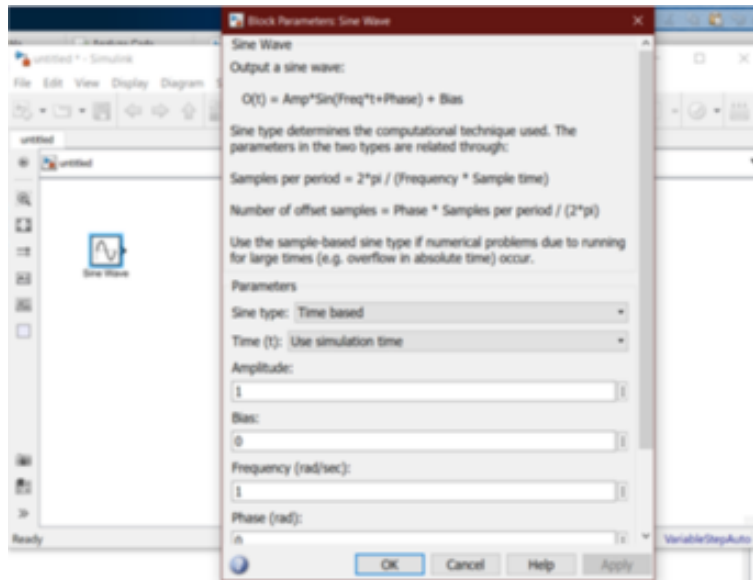 Block Parameters: Sine Wave
untitled * - Simulink
File Edit View Display Diagram
untitled
untitled
Sine Wave
Ready
VariableStepAuto
Sine Wave
Output a sine wave:
O(t) = Amp*Sin(Freq*t+Phase) + Bias
Sine type determines the computational technique used. The
parameters in the two types are related through:
Samples per period = 2*pi / (Frequency * Sample time)
Number of offset samples = Phase * Samples per period / (2*pi)
Use the sample-based sine type if numerical problems due to running
for large times (e.g. overflow in absolute time) occur.
Parameters
Sine type: Time based
Time (t): Use simulation time
Amplitude:
1
Bias:
0
Frequency (rad/sec):
1
Phase (rad):
0
OK Cancel Help Apply